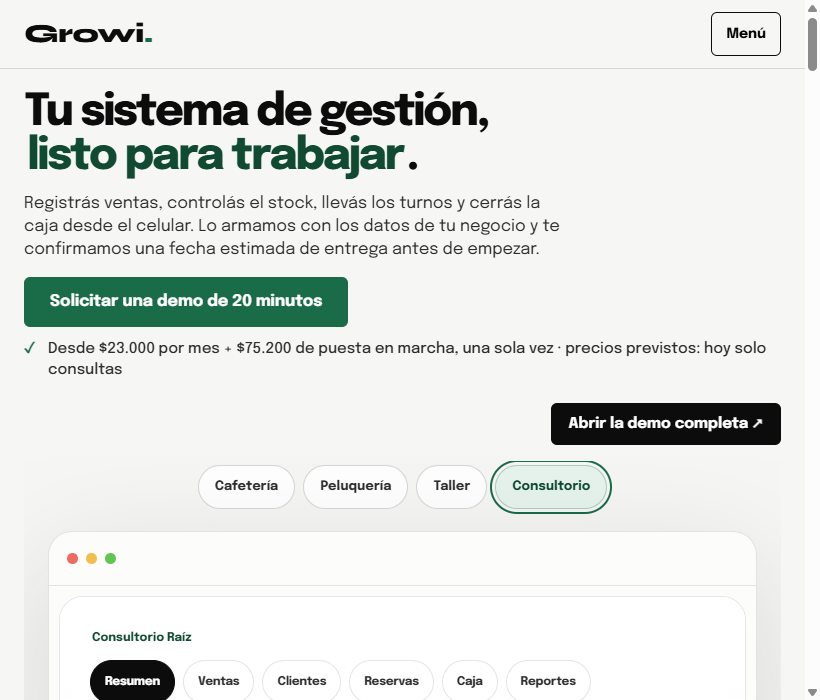 Growi.
Menú
Tu sistema de gestión,
listo para trabajar.
Registrás ventas, controlás el stock, llevás los turnos y cerrás la
caja desde el celular. Lo armamos con los datos de tu negocio y te
confirmamos una fecha estimada de entrega antes de empezar.
Solicitar una demo de 20 minutos
✓ Desde $23.000 por mes + $75.200 de puesta en marcha, una sola vez · precios previstos: hoy solo
consultas
Abrir la demo completa ↗
Cafetería Peluquería Taller Consultorio
Consultorio Raíz
Resumen Ventas Clientes Reservas Caja Reportes